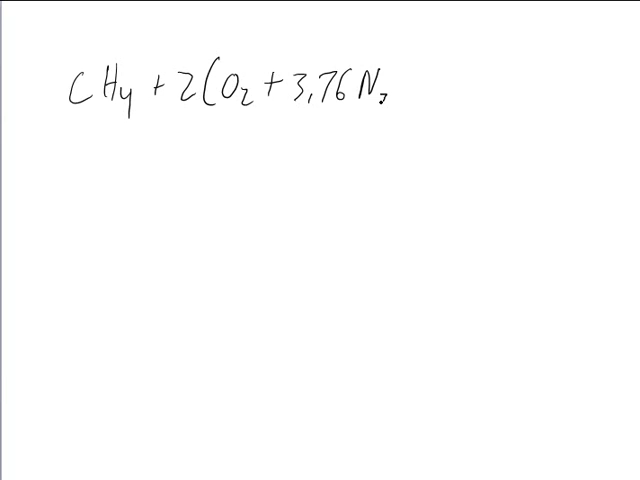 CH₄ + 2(O₂ + 3,76 N₂